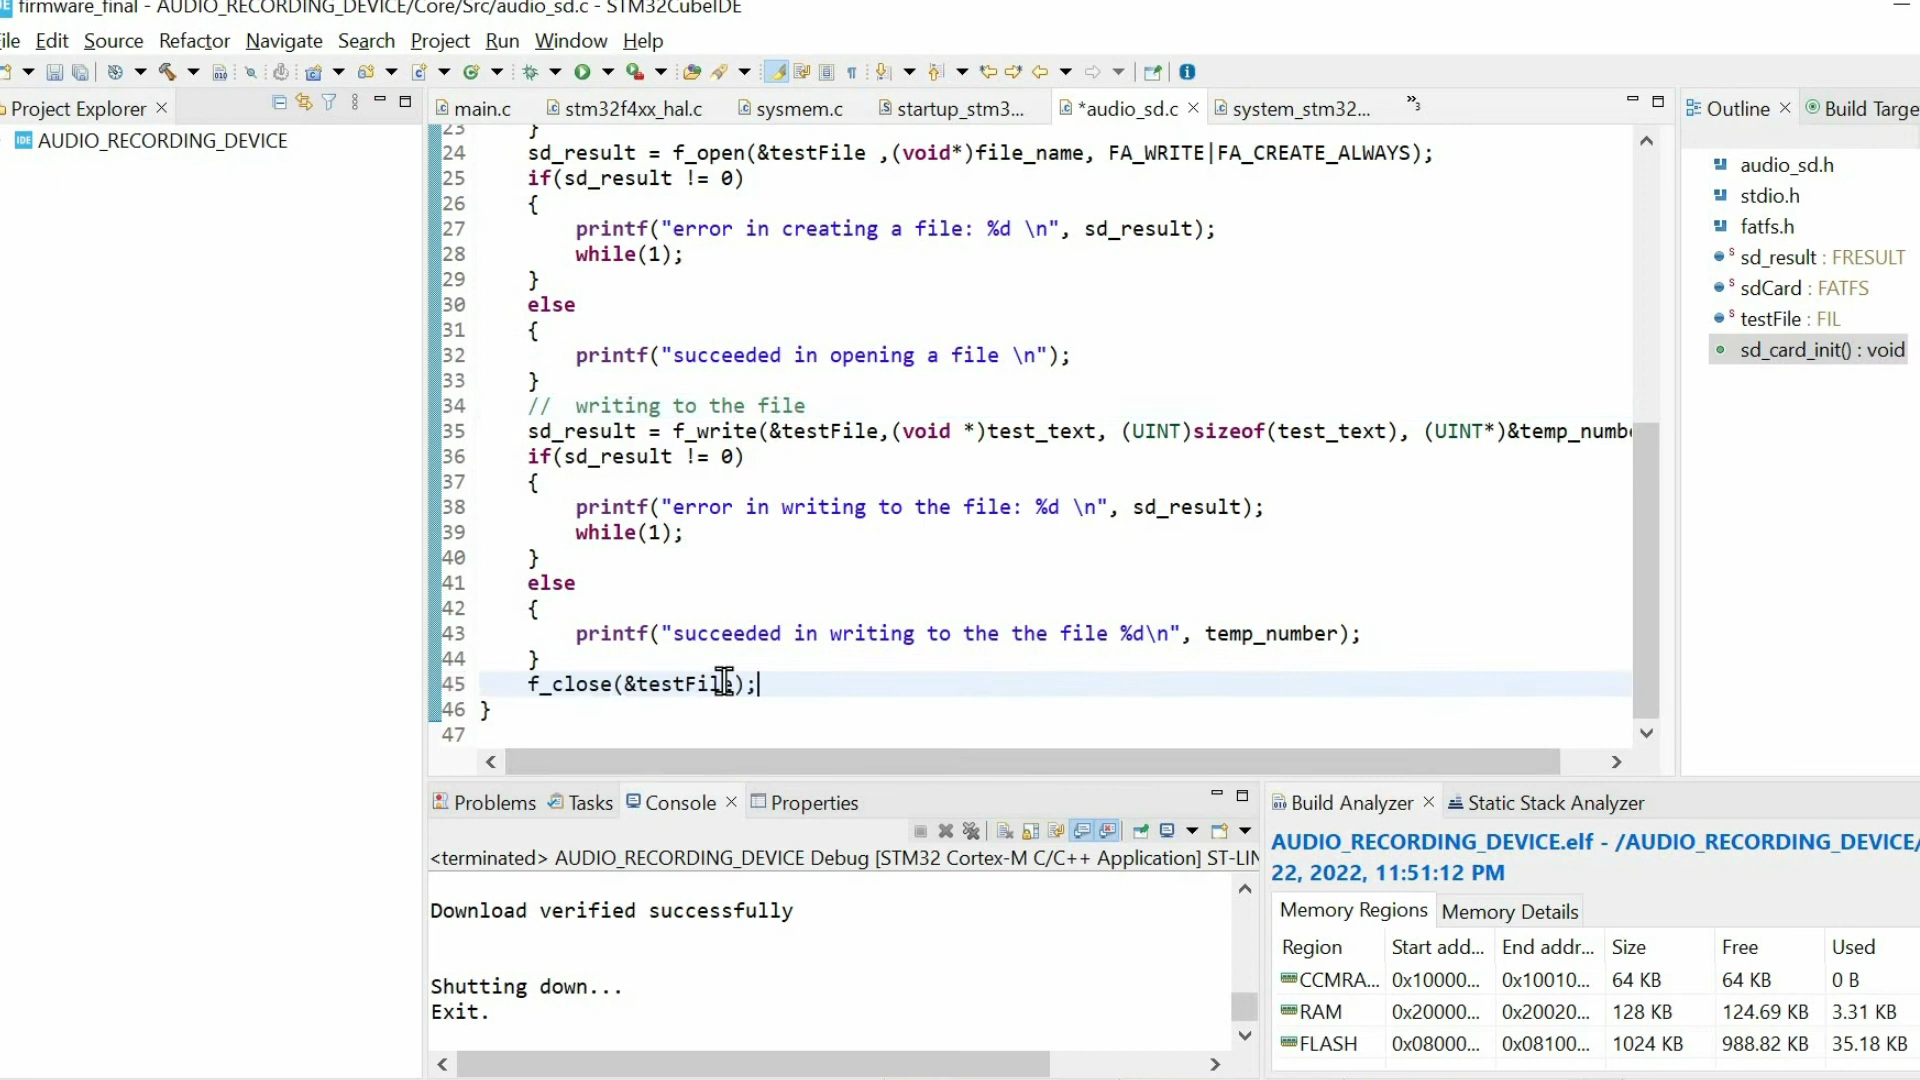 firmware_final - AUDIO_RECORDING_DEVICE/Core/Src/audio_sd.c - STM32CubeIDE
File Edit Source Refactor Navigate Search Project Run Window Help
Project Explorer
AUDIO_RECORDING_DEVICE
main.c stm32f4xx_hal.c sysmem.c startup_stm3... *audio_sd.c system_stm32... »3
23 }
24 sd_result = f_open(&testFile ,(void*)file_name, FA_WRITE|FA_CREATE_ALWAYS);
25 if(sd_result != 0)
26 {
27 printf("error in creating a file: %d \n", sd_result);
28 while(1);
29 }
30 else
31 {
32 printf("succeeded in opening a file \n");
33 }
34 // writing to the file
35 sd_result = f_write(&testFile,(void *)test_text, (UINT)sizeof(test_text), (UINT*)&temp_numbe
36 if(sd_result != 0)
37 {
38 printf("error in writing to the file: %d \n", sd_result);
39 while(1);
40 }
41 else
42 {
43 printf("succeeded in writing to the the file %d\n", temp_number);
44 }
45 f_close(&testFile);
46 }
47
Outline Build Targe
audio_sd.h
stdio.h
fatfs.h
sd_result : FRESULT
sdCard : FATFS
testFile : FIL
sd_card_init() : void
Problems Tasks Console Properties
<terminated> AUDIO_RECORDING_DEVICE Debug [STM32 Cortex-M C/C++ Application] ST-LIN
Download verified successfully
Shutting down...
Exit.
Build Analyzer Static Stack Analyzer
AUDIO_RECORDING_DEVICE.elf - /AUDIO_RECORDING_DEVICE/
22, 2022, 11:51:12 PM
Memory Regions Memory Details
Region Start add... End addr... Size Free Used
CCMRA... 0x10000... 0x10010... 64 KB 64 KB 0 B
RAM 0x20000... 0x20020... 128 KB 124.69 KB 3.31 KB
FLASH 0x08000... 0x08100... 1024 KB 988.82 KB 35.18 KB